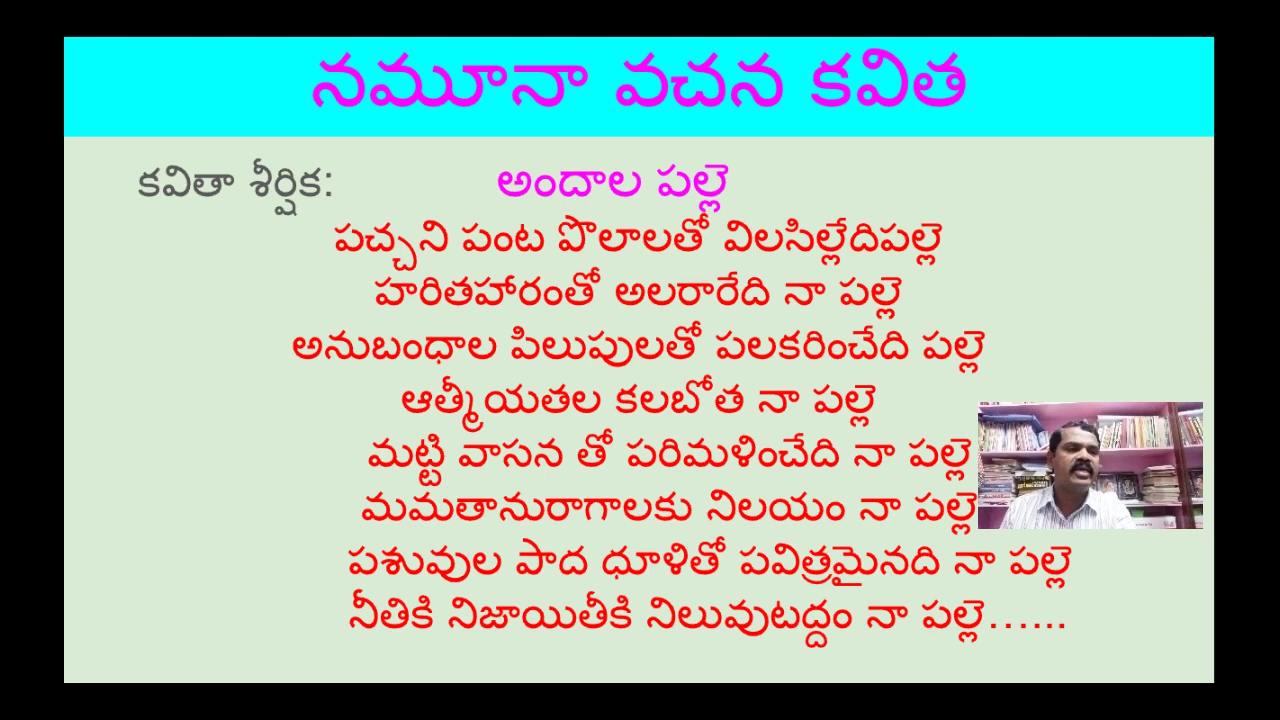 నమూనా వచన కవిత
కవితా శీర్షిక: అందాల పల్లె
పచ్చని పంట పొలాలతో విలసిల్లేదిపల్లె
హరితహారంతో అలరారేది నా పల్లె
అనుబంధాల పిలుపులతో పలకరించేది పల్లె
ఆత్మీయతల కలబోత నా పల్లె
మట్టి వాసన తో పరిమళించేది నా పల్లె
మమతానురాగాలకు నిలయం నా పల్లె
పశువుల పాద ధూళితో పవిత్రమైనది నా పల్లె
నీతికి నిజాయితీకి నిలువుటద్దం నా పల్లె......